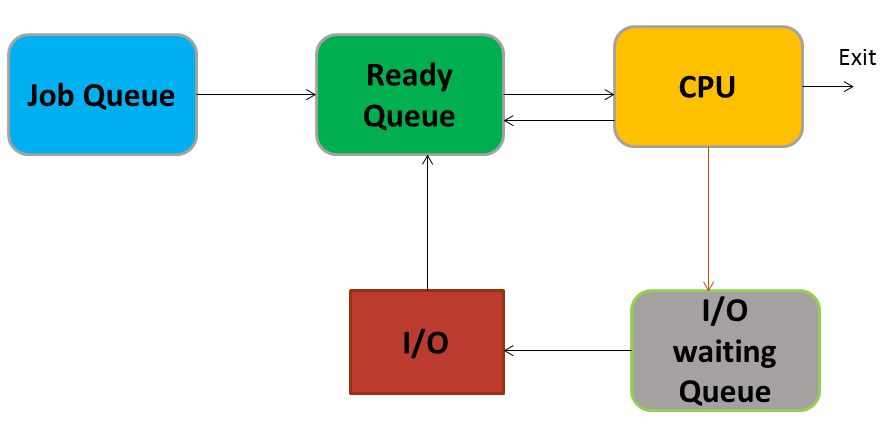 Job Queue
Ready
Queue
CPU
Exit
I/O
I/O
waiting
Queue